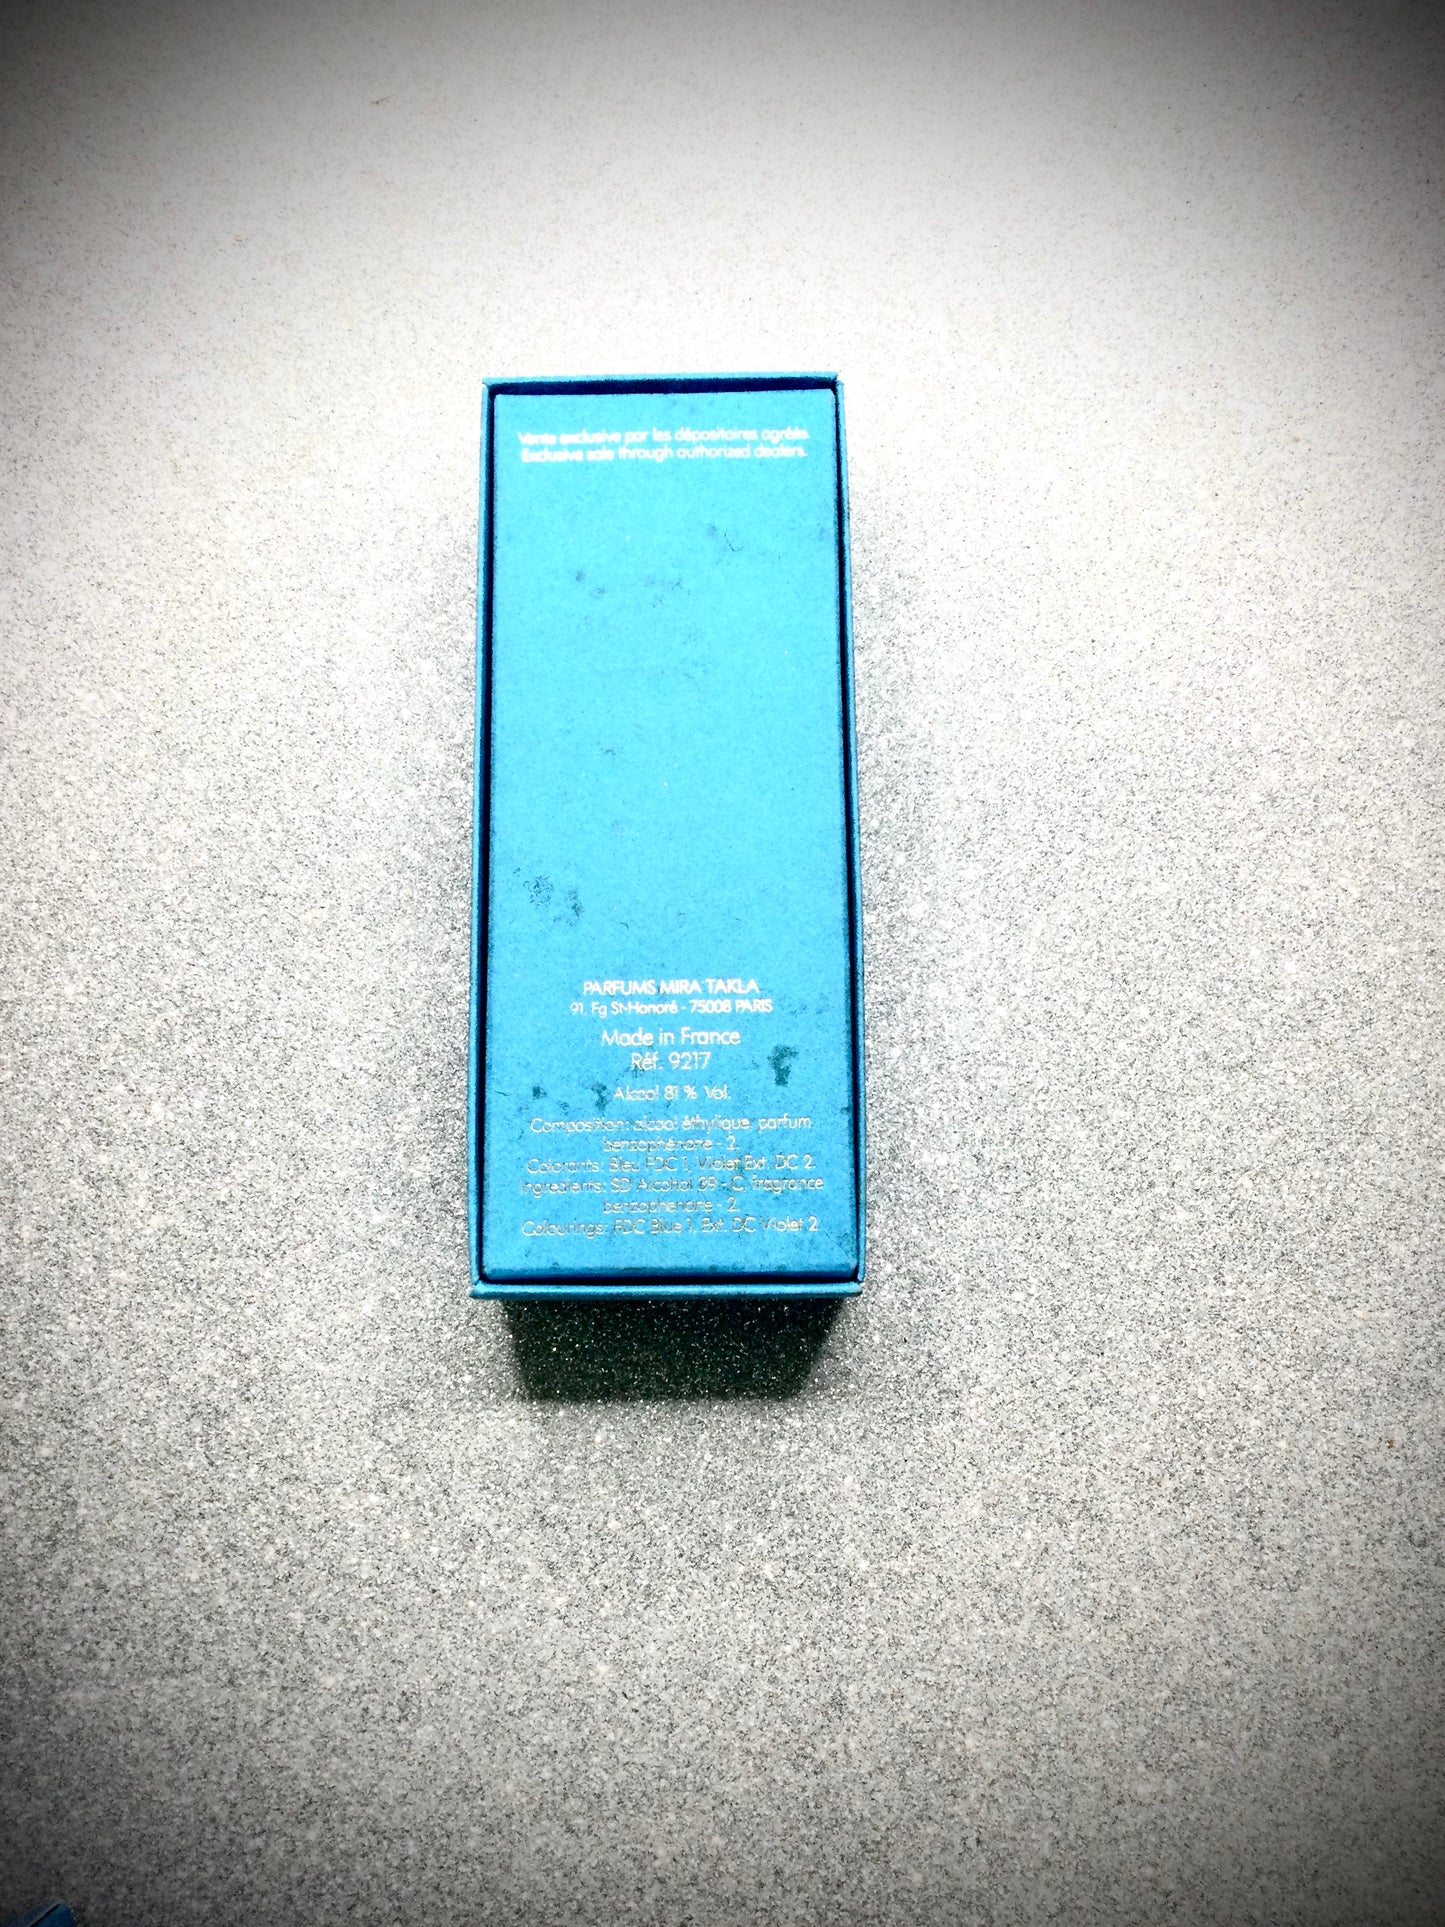 Vente exclusive par les dépositaires agréés.
Exclusive sale through authorized dealers.
PARFUMS MIRA TAKLA
91, Fg St-Honoré - 75008 PARIS
Made in France
Réf. 9217
Alcool 81 % Vol.
Composition: alcool éthylique, parfum
benzophénone - 2.
Colorants: Bleu FDC 1, Violet Ext. DC 2.
Ingredients: SD Alcohol 39 - C, fragrance
benzophenone - 2.
Colourings: FDC Blue 1, Ext. DC Violet 2.